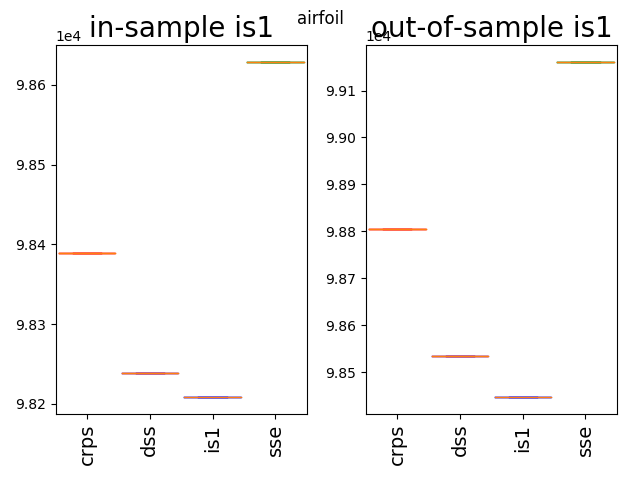 airfoil
in-sample is1
1e4
9.86
9.85
9.84
9.83
9.82
crps
dss
is1
sse
out-of-sample is1
1e4
9.91
9.90
9.89
9.88
9.87
9.86
9.85
crps
dss
is1
sse